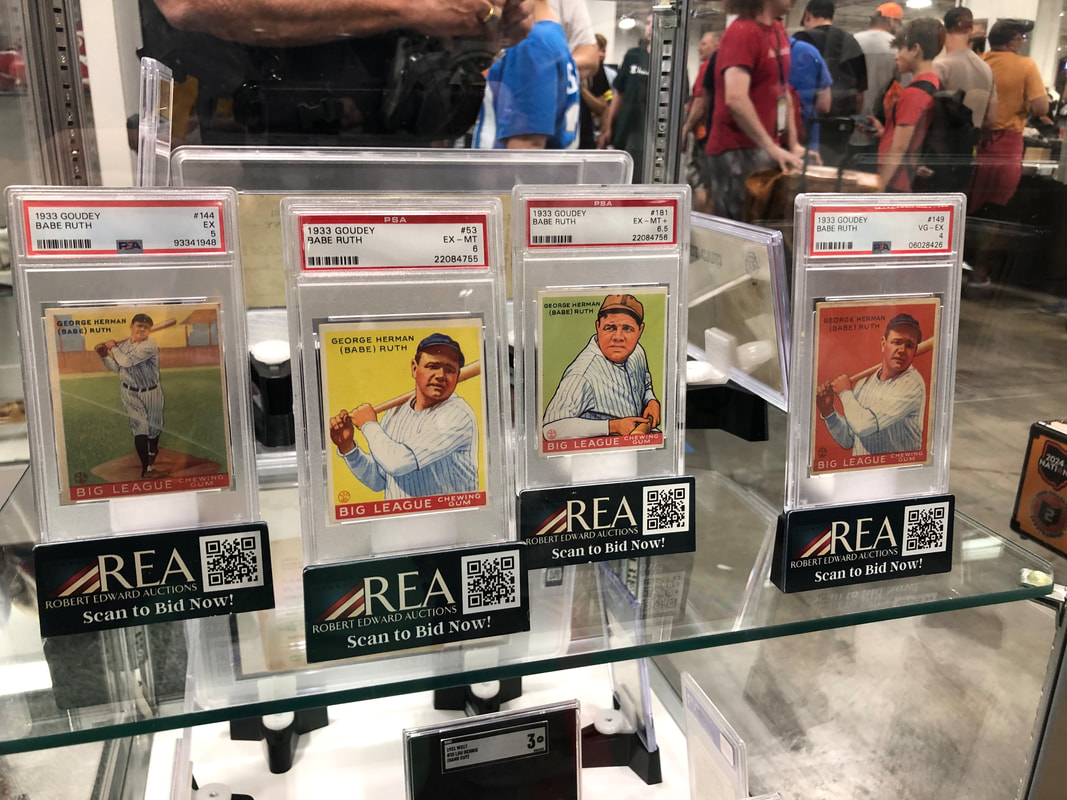 1933 GOUDEY #144
BABE RUTH EX
5
PSA 93341948
GEORGE HERMAN
(BABE) RUTH
BIG LEAGUE CHEWING GUM
REA
ROBERT EDWARD AUCTIONS
Scan to Bid Now!
PSA
1933 GOUDEY #53
BABE RUTH EX-MT
6
22084755
GEORGE HERMAN
(BABE) RUTH
BIG LEAGUE CHEWING GUM
REA
ROBERT EDWARD AUCTIONS
Scan to Bid Now!
PSA
1933 GOUDEY #181
BABE RUTH EX-MT+
6.5
22084756
GEORGE HERMAN
(BABE) RUTH
BIG LEAGUE CHEWING GUM
REA
ROBERT EDWARD AUCTIONS
Scan to Bid Now!
1933 GOUDEY #149
BABE RUTH VG-EX
4
PSA 06028426
GEORGE HERMAN
(BABE) RUTH
BIG LEAGUE CHEWING GUM
REA
ROBERT EDWARD AUCTIONS
Scan to Bid Now!
2024
3